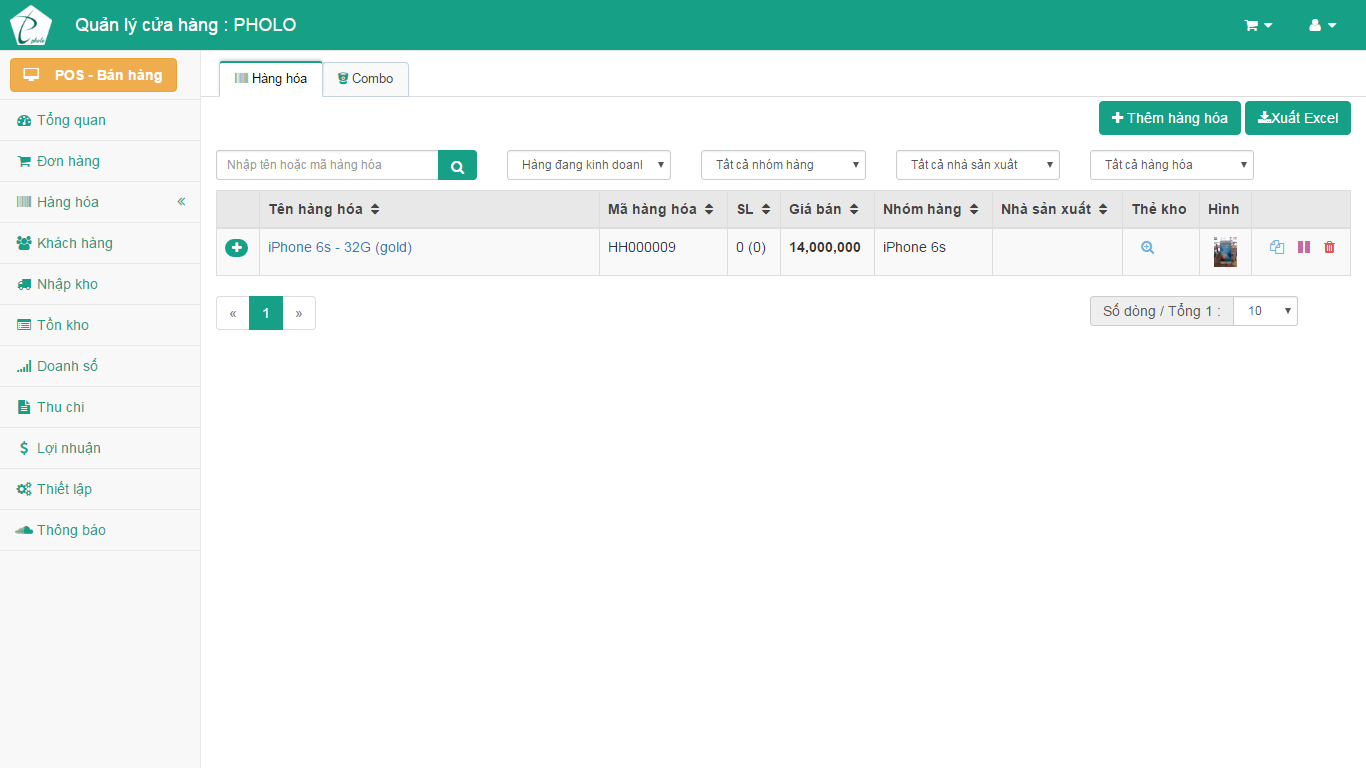 Quản lý cửa hàng : PHOLO
pholo
POS - Bán hàng
Tổng quan
Đơn hàng
Hàng hóa
Khách hàng
Nhập kho
Tồn kho
Doanh số
Thu chi
Lợi nhuận
Thiết lập
Thông báo
Hàng hóa Combo
Thêm hàng hóa Xuất Excel
Nhập tên hoặc mã hàng hóa Hàng đang kinh doanh Tất cả nhóm hàng Tất cả nhà sản xuất Tất cả hàng hóa
Tên hàng hóa Mã hàng hóa SL Giá bán Nhóm hàng Nhà sản xuất Thẻ kho Hình
iPhone 6s - 32G (gold) HH000009 0 (0) 14,000,000 iPhone 6s
« 1 » Số dòng / Tổng 1 : 10